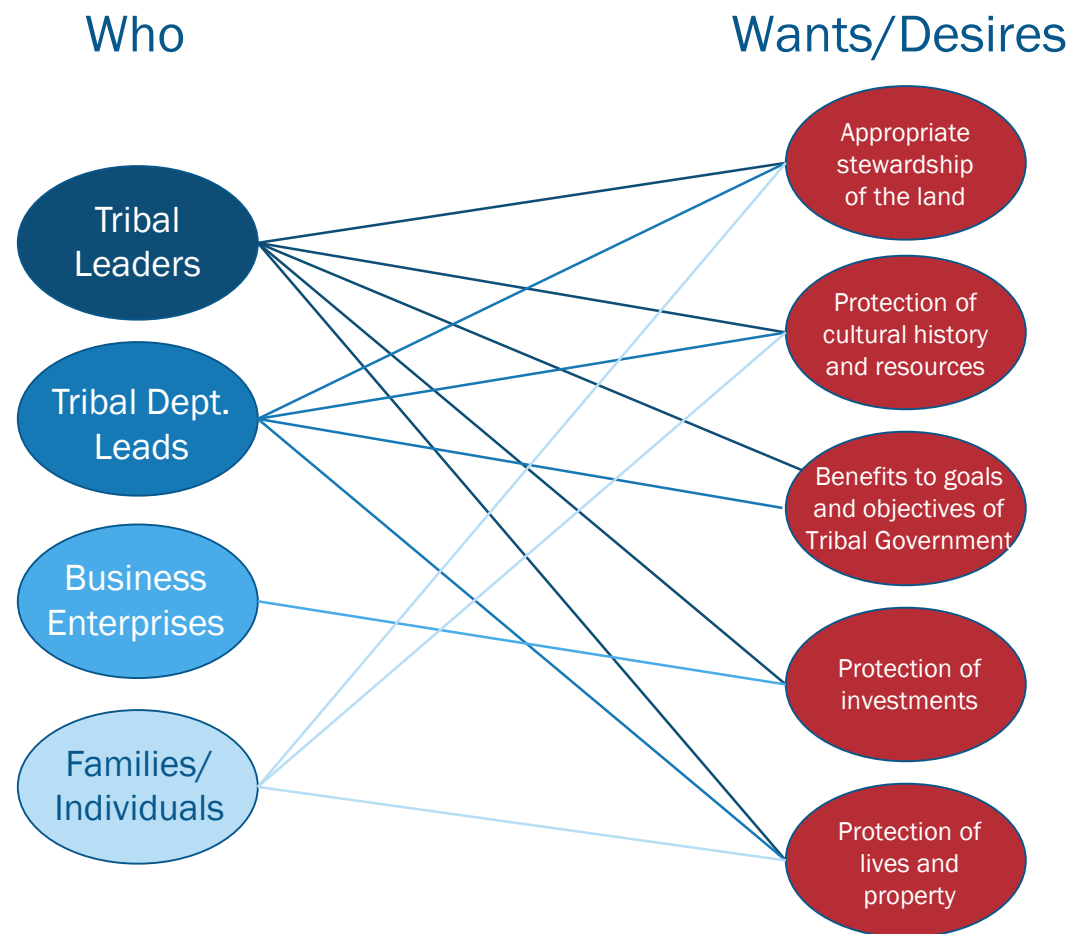 Who
Wants/Desires
Tribal
Leaders
Tribal Dept.
Leads
Business
Enterprises
Families/
Individuals
Appropriate
stewardship
of the land
Protection of
cultural history
and resources
Benefits to goals
and objectives of
Tribal Government
Protection of
investments
Protection of
lives and
property